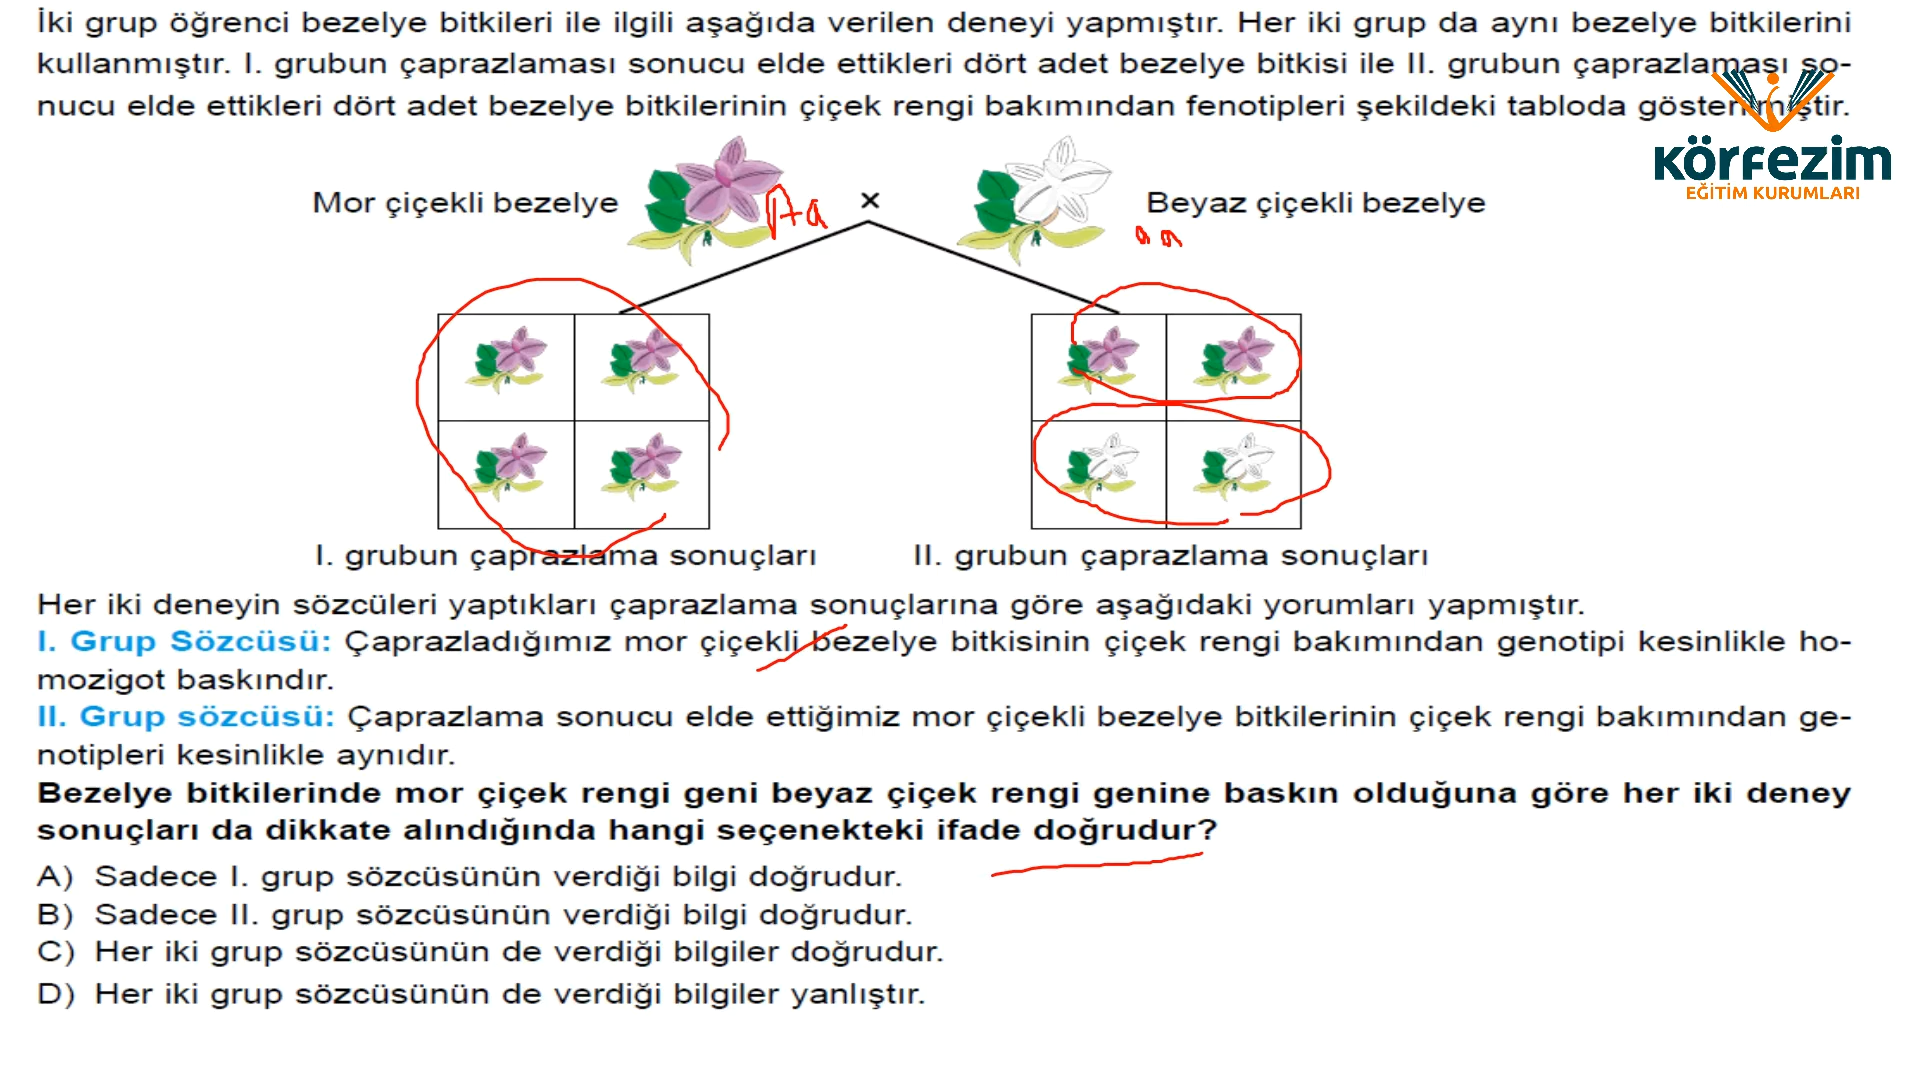 İki grup öğrenci bezelye bitkileri ile ilgili aşağıda verilen deneyi yapmıştır. Her iki grup da aynı bezelye bitkilerini
kullanmıştır. I. grubun çaprazlaması sonucu elde ettikleri dört adet bezelye bitkisi ile II. grubun çaprazlaması so-
nucu elde ettikleri dört adet bezelye bitkilerinin çiçek rengi bakımından fenotipleri şekildeki tabloda gösterilmiştir.
körfezim
EĞİTİM KURUMLARI
Mor çiçekli bezelye Aa x Beyaz çiçekli bezelye
aa
I. grubun çaprazlama sonuçları II. grubun çaprazlama sonuçları
Her iki deneyin sözcüleri yaptıkları çaprazlama sonuçlarına göre aşağıdaki yorumları yapmıştır.
I. Grup Sözcüsü: Çaprazladığımız mor çiçekli bezelye bitkisinin çiçek rengi bakımından genotipi kesinlikle ho-
mozigot baskındır.
II. Grup sözcüsü: Çaprazlama sonucu elde ettiğimiz mor çiçekli bezelye bitkilerinin çiçek rengi bakımından ge-
notipleri kesinlikle aynıdır.
Bezelye bitkilerinde mor çiçek rengi geni beyaz çiçek rengi genine baskın olduğuna göre her iki deney
sonuçları da dikkate alındığında hangi seçenekteki ifade doğrudur?
A) Sadece I. grup sözcüsünün verdiği bilgi doğrudur.
B) Sadece II. grup sözcüsünün verdiği bilgi doğrudur.
C) Her iki grup sözcüsünün de verdiği bilgiler doğrudur.
D) Her iki grup sözcüsünün de verdiği bilgiler yanlıştır.